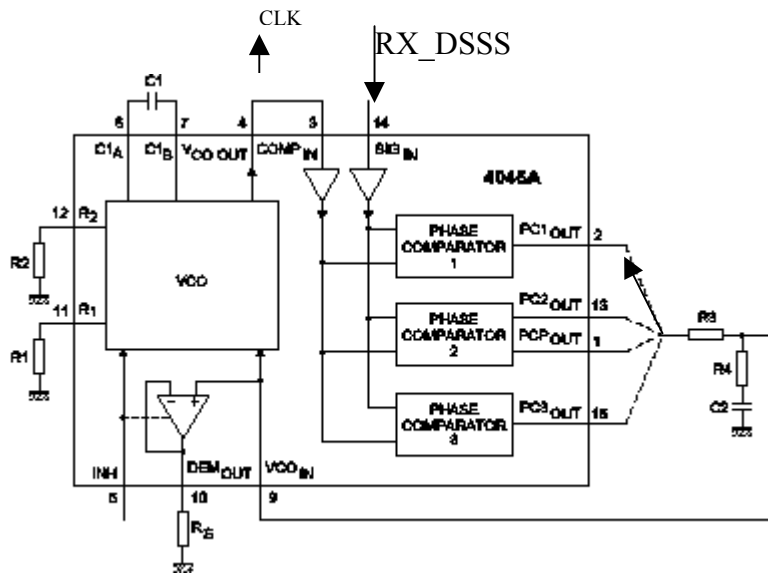 CLK
RX_DSSS
C1
6 7 4 3 14
C1A C1B VCO OUT COMP IN SIG IN
4046A
12 R2
PHASE COMPARATOR 1
PC1 OUT 2
R2
VCO
11 R1
PHASE COMPARATOR 2
PC2 OUT 13
PCP OUT 1
R3
R1
R4
PHASE COMPARATOR 3
PC3 OUT 15
C2
− +
INH DEM OUT VCO IN
5 10 9